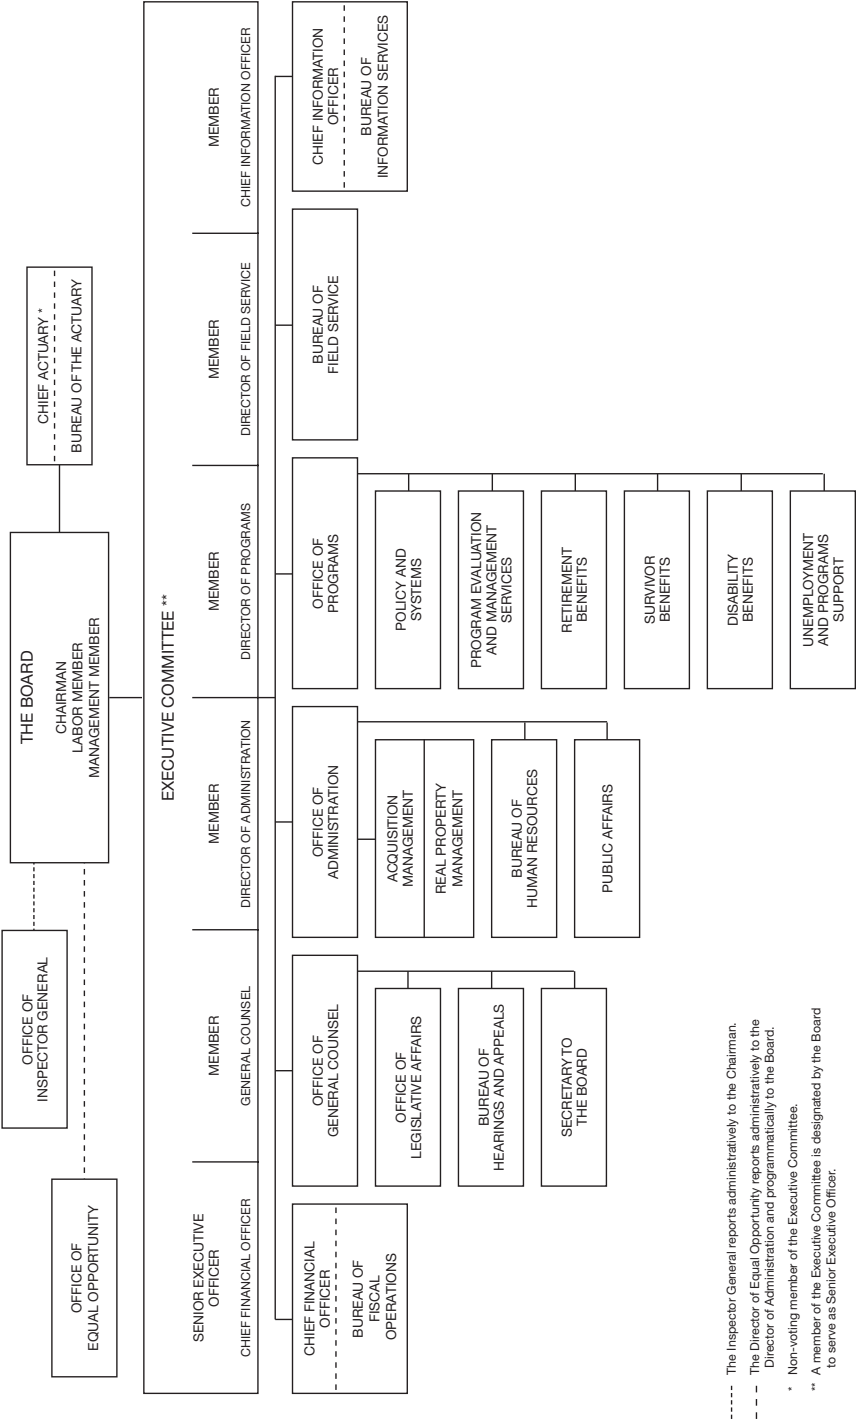 OFFICE OF
EQUAL OPPORTUNITY
OFFICE OF
INSPECTOR GENERAL
THE BOARD
CHAIRMAN
LABOR MEMBER
MANAGEMENT MEMBER
CHIEF ACTUARY *
BUREAU OF THE ACTUARY
EXECUTIVE COMMITTEE **
SENIOR EXECUTIVE
OFFICER
CHIEF FINANCIAL OFFICER
MEMBER
GENERAL COUNSEL
MEMBER
DIRECTOR OF ADMINISTRATION
MEMBER
DIRECTOR OF PROGRAMS
MEMBER
DIRECTOR OF FIELD SERVICE
MEMBER
CHIEF INFORMATION OFFICER
CHIEF FINANCIAL
OFFICER
BUREAU OF
FISCAL
OPERATIONS
OFFICE OF
GENERAL COUNSEL
OFFICE OF
LEGISLATIVE AFFAIRS
BUREAU OF
HEARINGS AND APPEALS
SECRETARY TO
THE BOARD
OFFICE OF
ADMINISTRATION
ACQUISITION
MANAGEMENT
REAL PROPERTY
MANAGEMENT
BUREAU OF
HUMAN RESOURCES
PUBLIC AFFAIRS
OFFICE OF
PROGRAMS
POLICY AND
SYSTEMS
PROGRAM EVALUATION
AND MANAGEMENT
SERVICES
RETIREMENT
BENEFITS
SURVIVOR
BENEFITS
DISABILITY
BENEFITS
UNEMPLOYMENT
AND PROGRAMS
SUPPORT
BUREAU OF
FIELD SERVICE
CHIEF INFORMATION
OFFICER
BUREAU OF
INFORMATION SERVICES
The Inspector General reports administratively to the Chairman.
The Director of Equal Opportunity reports administratively to the
Director of Administration and programmatically to the Board.
* Non-voting member of the Executive Committee.
** A member of the Executive Committee is designated by the Board
to serve as Senior Executive Officer.